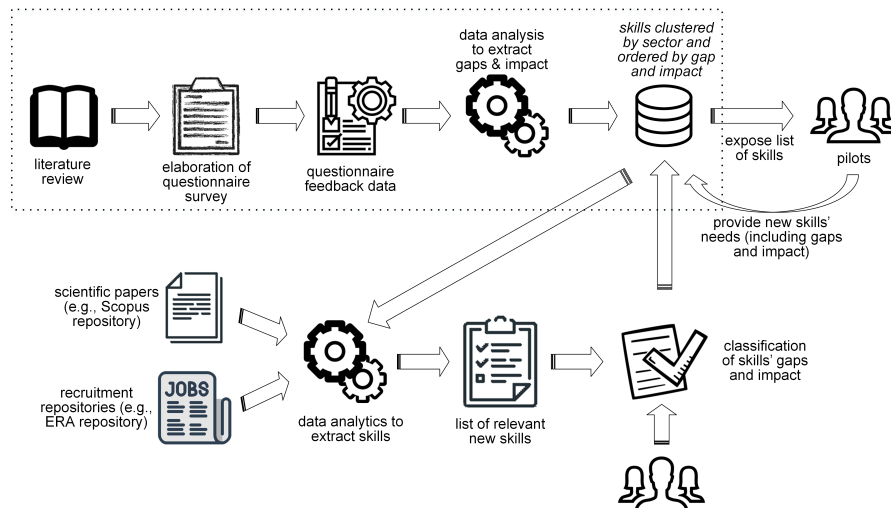 data analysis
to extract
gaps & impact
skills clustered
by sector and
ordered by gap
and impact
literature
review
elaboration of
questionnaire
survey
questionnaire
feedback data
expose list
of skills
pilots
provide new skills'
needs (including gaps
and impact)
scientific papers
(e.g., Scopus
repository)
recruitment
repositories (e.g.,
ERA repository)
JOBS
data analytics to
extract skills
list of relevant
new skills
classification
of skills' gaps
and impact